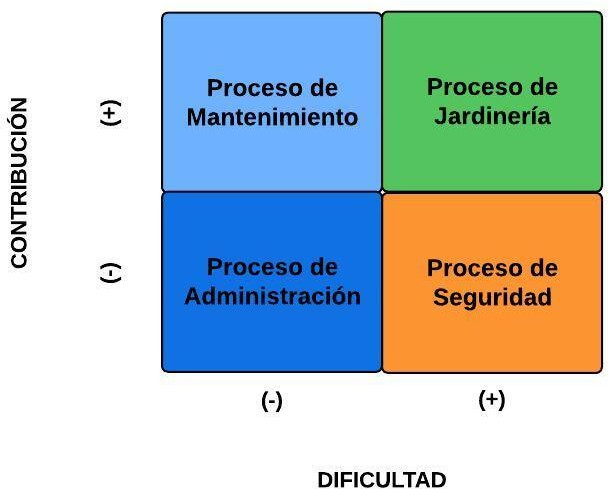 CONTRIBUCIÓN
(+)
Proceso de
Mantenimiento
Proceso de
Jardinería
(-)
Proceso de
Administración
Proceso de
Seguridad
(-)
(+)
DIFICULTAD